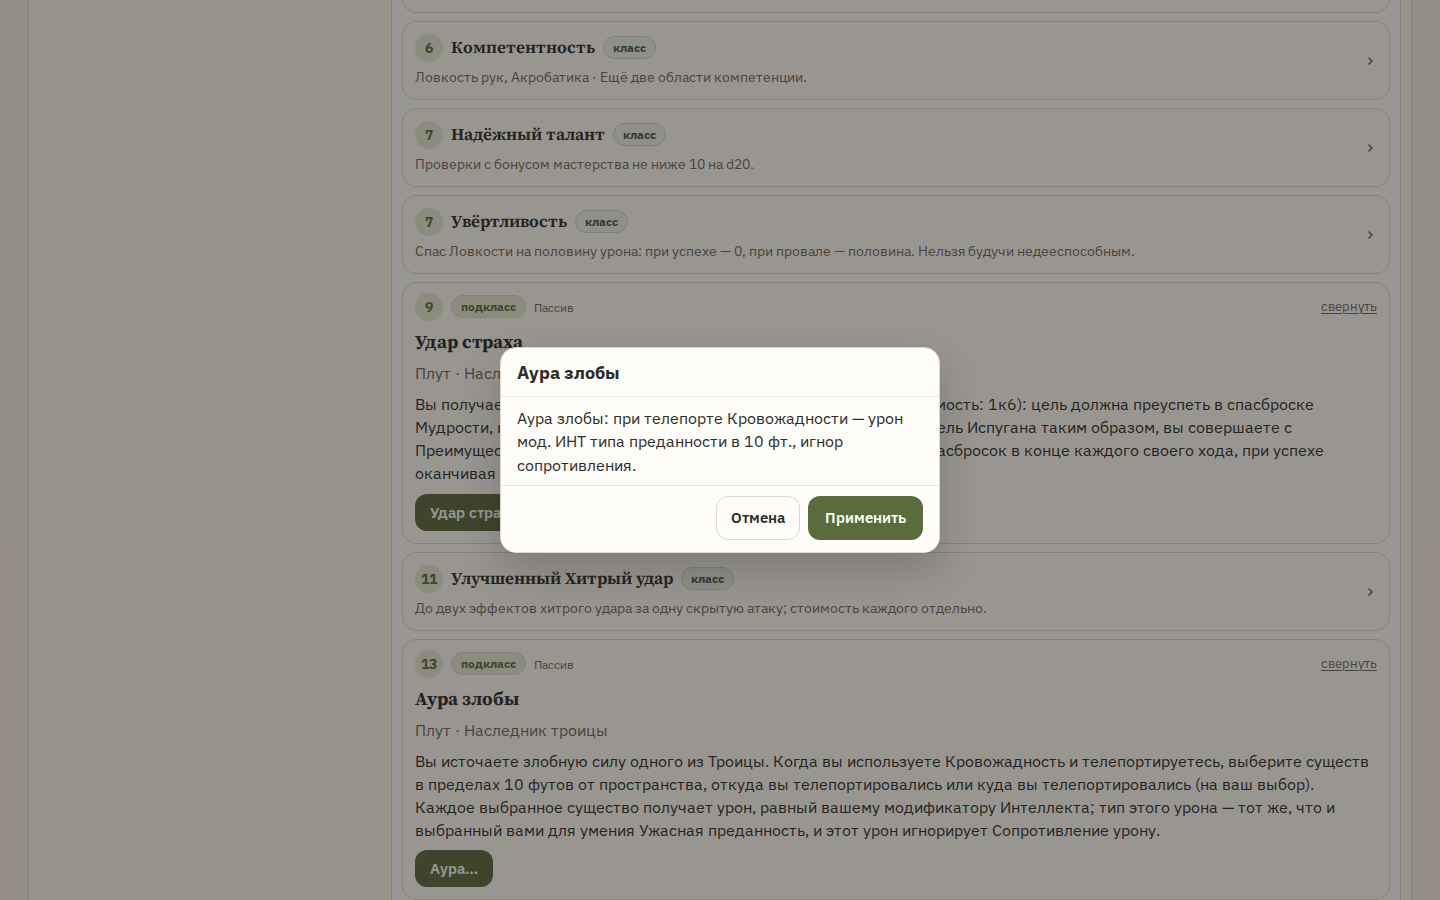 6 Компетентность класс
Ловкость рук, Акробатика · Ещё две области компетенции.
7 Надёжный талант класс
Проверки с бонусом мастерства не ниже 10 на d20.
7 Увёртливость класс
Спас Ловкости на половину урона: при успехе — 0, при провале — половина. Нельзя будучи недееспособным.
9 подкласс Пассив свернуть
Удар страха
Плут · Насл
Вы получае мость: 1к6): цель должна преуспеть в спасброске
Мудрости, ель Испугана таким образом, вы совершаете с
Преимущес асбросок в конце каждого своего хода, при успехе
оканчивая
Удар стра
Аура злобы
Аура злобы: при телепорте Кровожадности — урон
мод. ИНТ типа преданности в 10 фт., игнор
сопротивления.
Отмена Применить
11 Улучшенный Хитрый удар класс
До двух эффектов хитрого удара за одну скрытую атаку; стоимость каждого отдельно.
13 подкласс Пассив свернуть
Аура злобы
Плут · Наследник троицы
Вы источаете злобную силу одного из Троицы. Когда вы используете Кровожадность и телепортируетесь, выберите существ
в пределах 10 футов от пространства, откуда вы телепортировались или куда вы телепортировались (на ваш выбор).
Каждое выбранное существо получает урон, равный вашему модификатору Интеллекта; тип этого урона — тот же, что и
выбранный вами для умения Ужасная преданность, и этот урон игнорирует Сопротивление урону.
Аура...